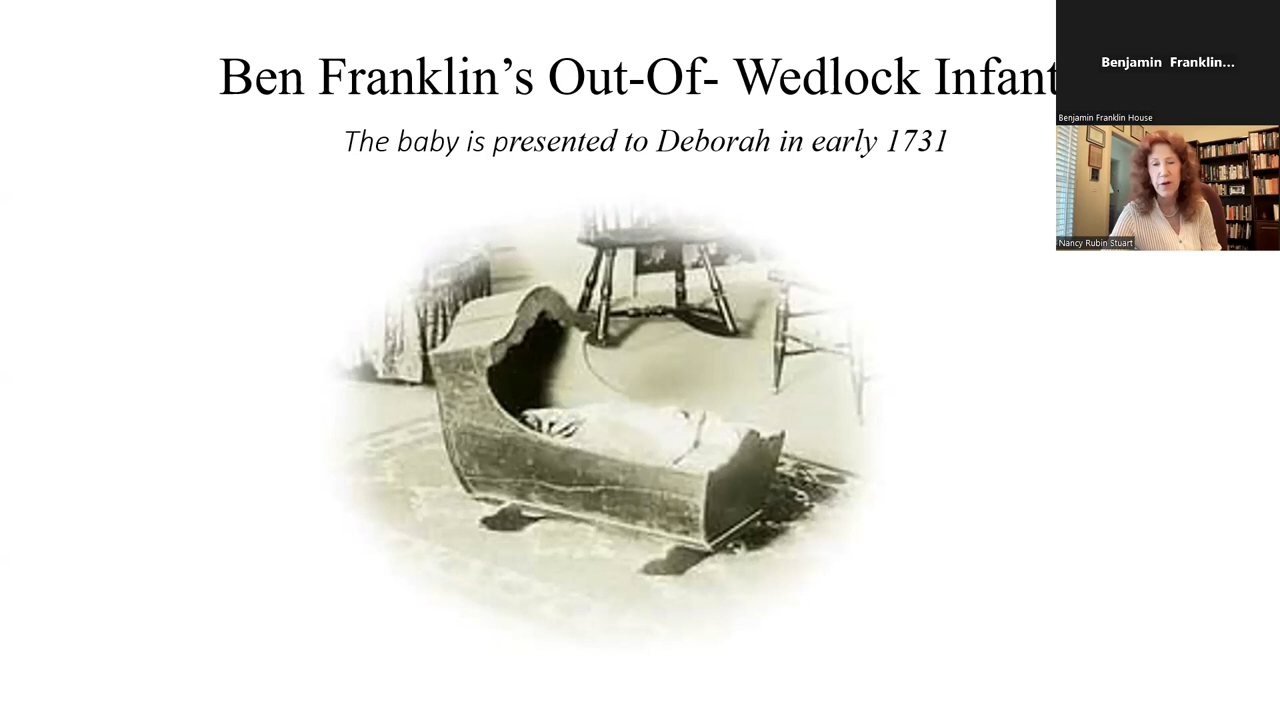 Ben Franklin’s Out-Of- Wedlock Infant
The baby is presented to Deborah in early 1731
Benjamin Franklin...
Benjamin Franklin House
Nancy Rubin Stuart